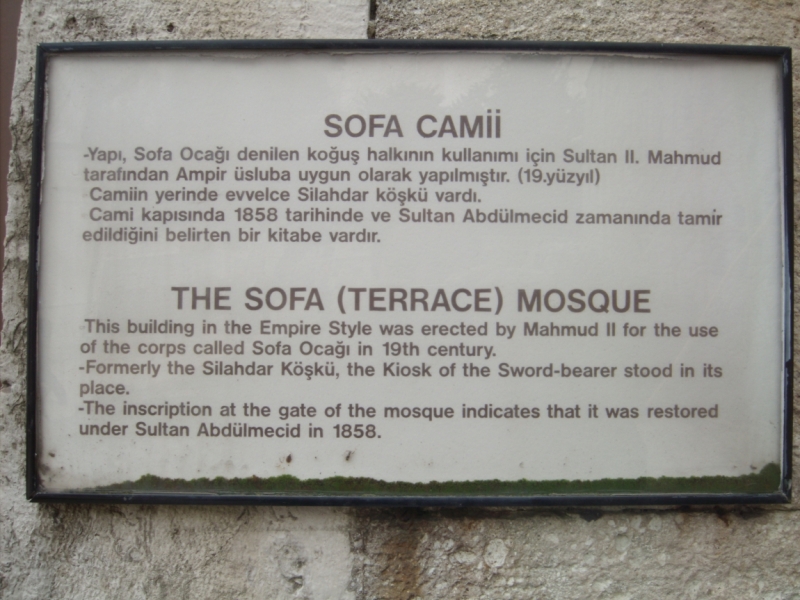 SOFA CAMİİ
-Yapı, Sofa Ocağı denilen koğuş halkının kullanımı için Sultan II. Mahmud
tarafından Ampir üsluba uygun olarak yapılmıştır. (19.yüzyıl)
Camiin yerinde evvelce Silahdar köşkü vardı.
Cami kapısında 1858 tarihinde ve Sultan Abdülmecid zamanında tamir
edildiğini belirten bir kitabe vardır.
THE SOFA (TERRACE) MOSQUE
This building in the Empire Style was erected by Mahmud II for the use
of the corps called Sofa Ocağı in 19th century.
-Formerly the Silahdar Köşkü, the Kiosk of the Sword-bearer stood in its
place.
-The inscription at the gate of the mosque indicates that it was restored
under Sultan Abdülmecid in 1858.